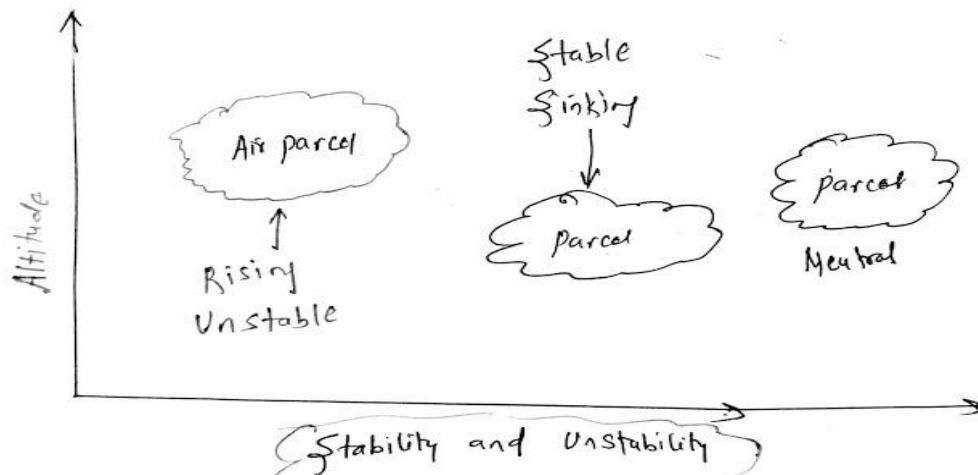 Stable
Sinking
Air parcel
parcel
parcel
Neutral
Rising
Unstable
Altitude
Stability and Unstability